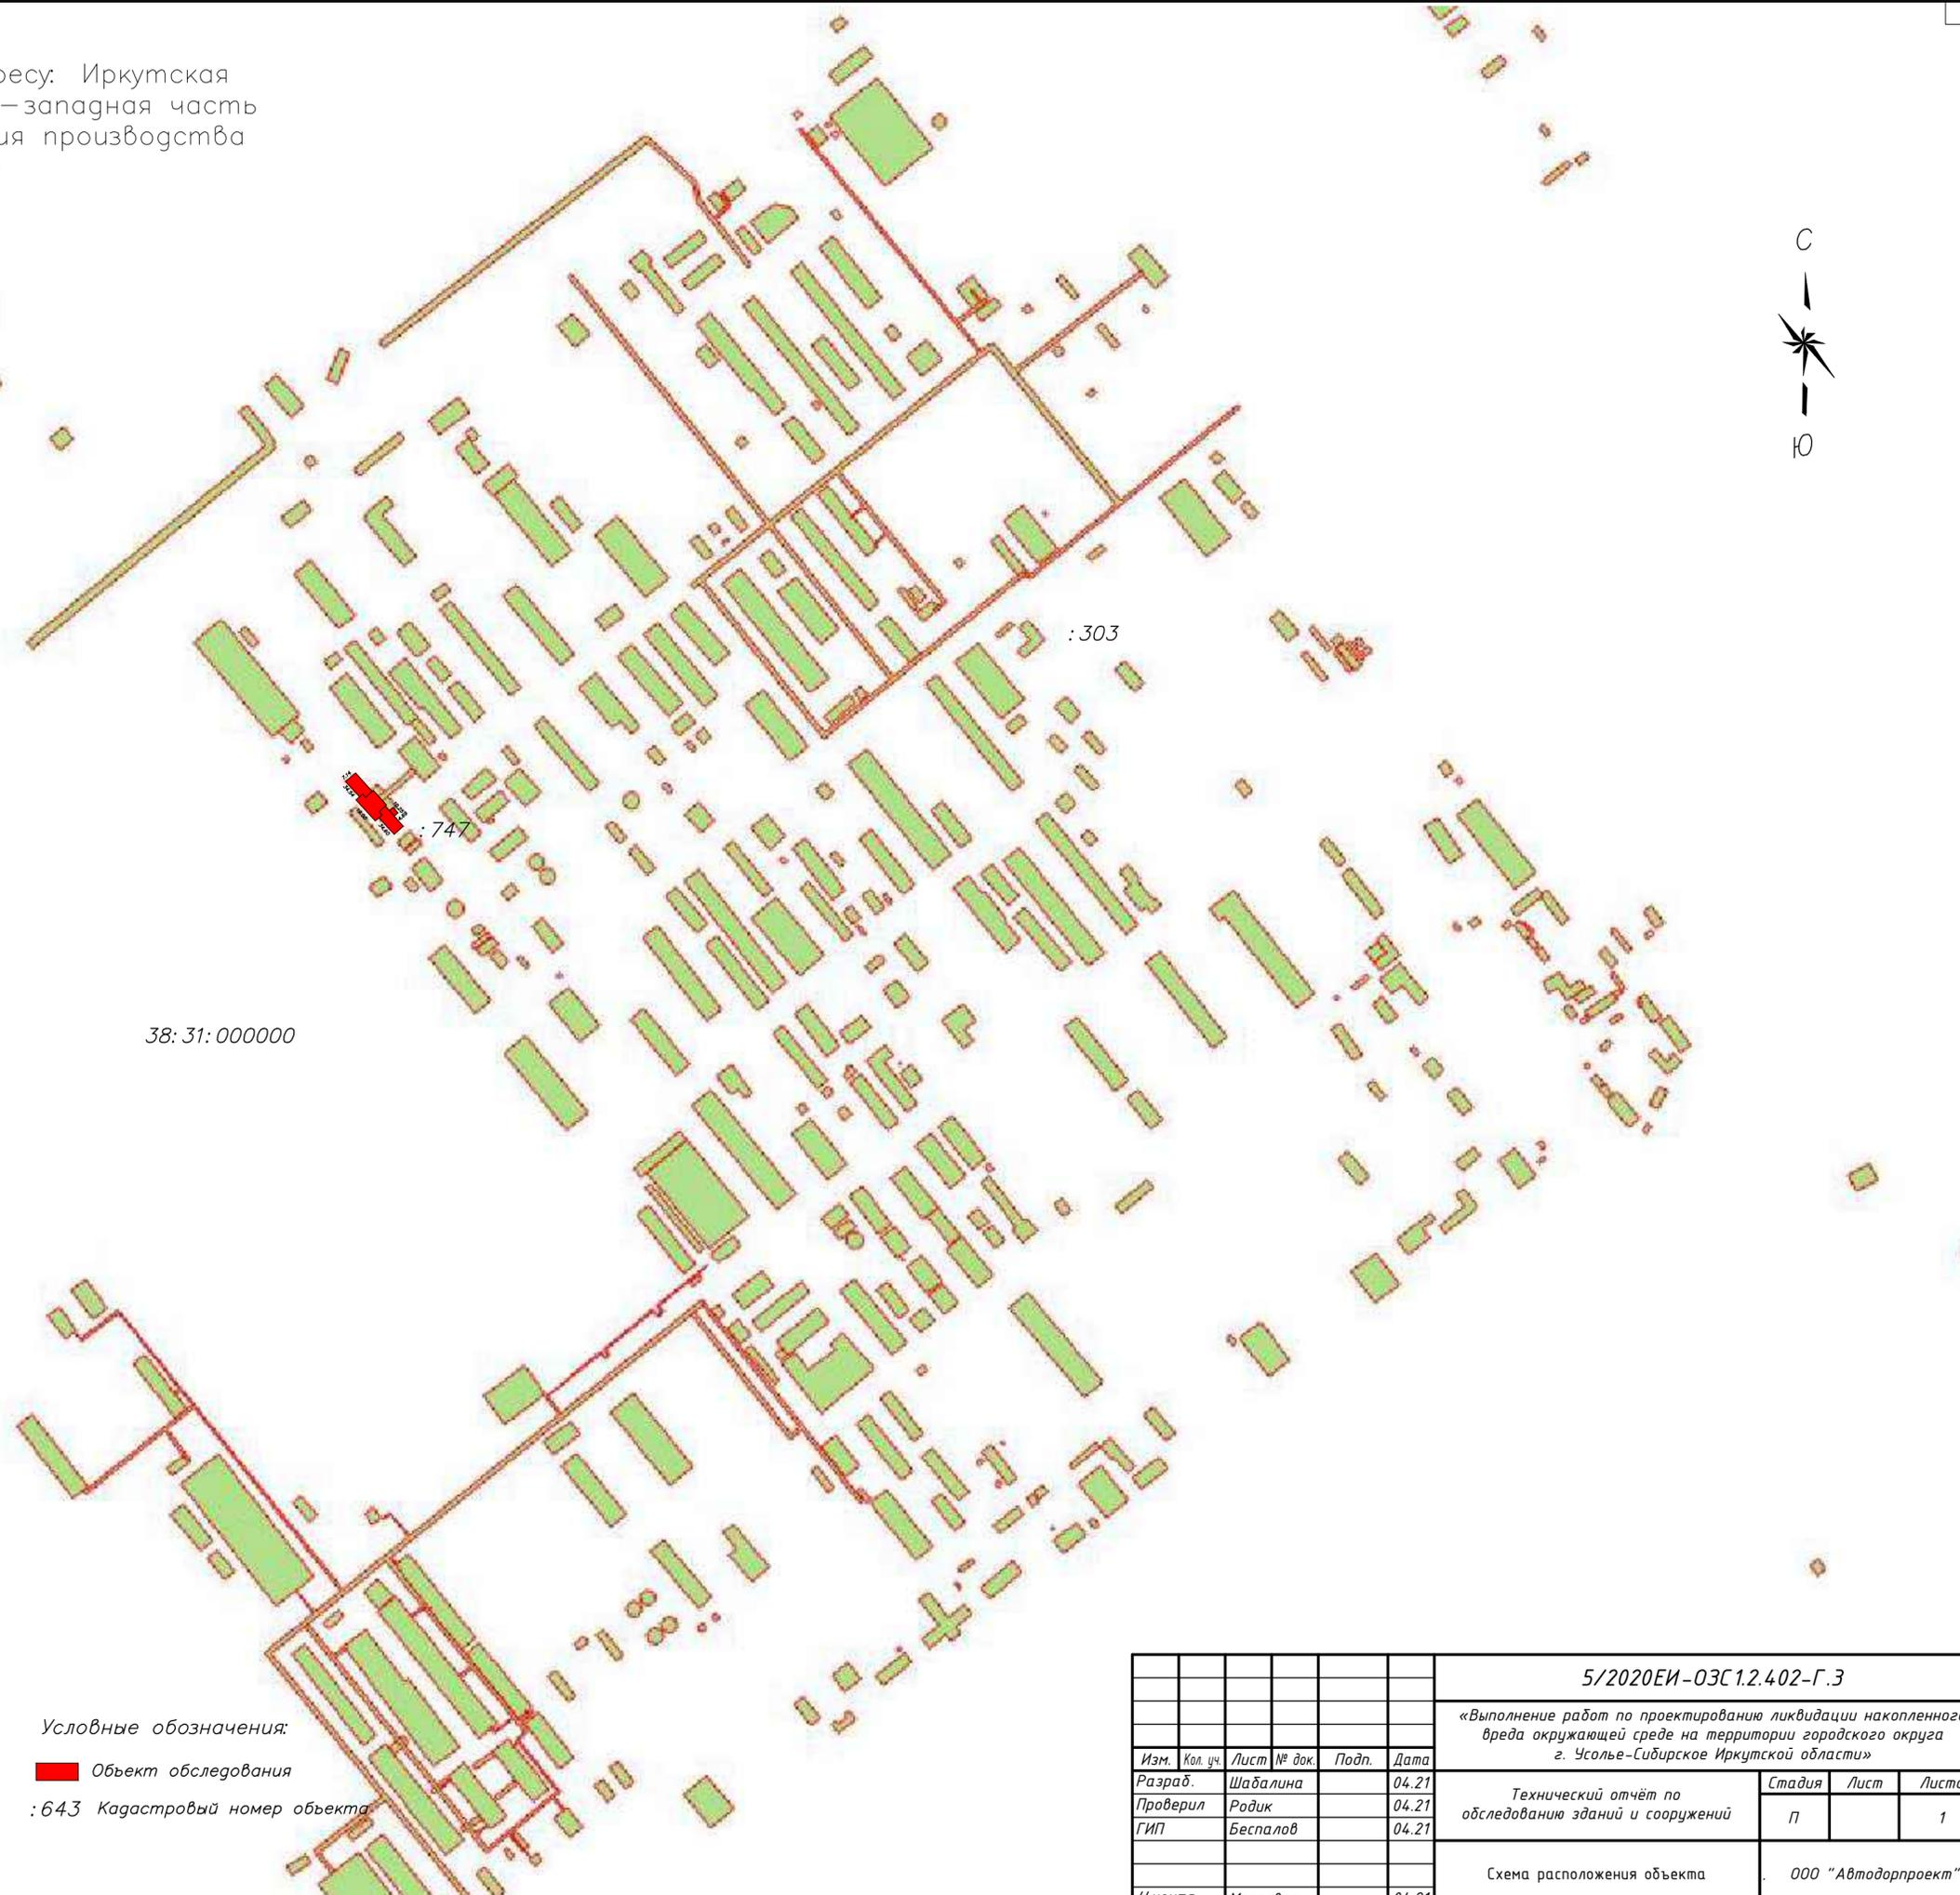 ресу: Иркутская
-западная часть
ия производства
С
Ю
:303
:747
38:31:000000
Условные обозначения:
Объект обследования
:643 Кадастровый номер объекта
5/2020ЕИ-ОЗС1.2.402-Г.3
«Выполнение работ по проектированию ликвидации накопленного
вреда окружающей среде на территории городского округа
г. Усолье-Сибирское Иркутской области»
Изм. Кол. уч. Лист № док. Подп. Дата
Разраб. Шабалина 04.21
Проверил Родик 04.21
ГИП Беспалов 04.21
Технический отчёт по
обследованию зданий и сооружений
Стадия Лист Листо
П 1
Схема расположения объекта
ООО "Автодорпроект"